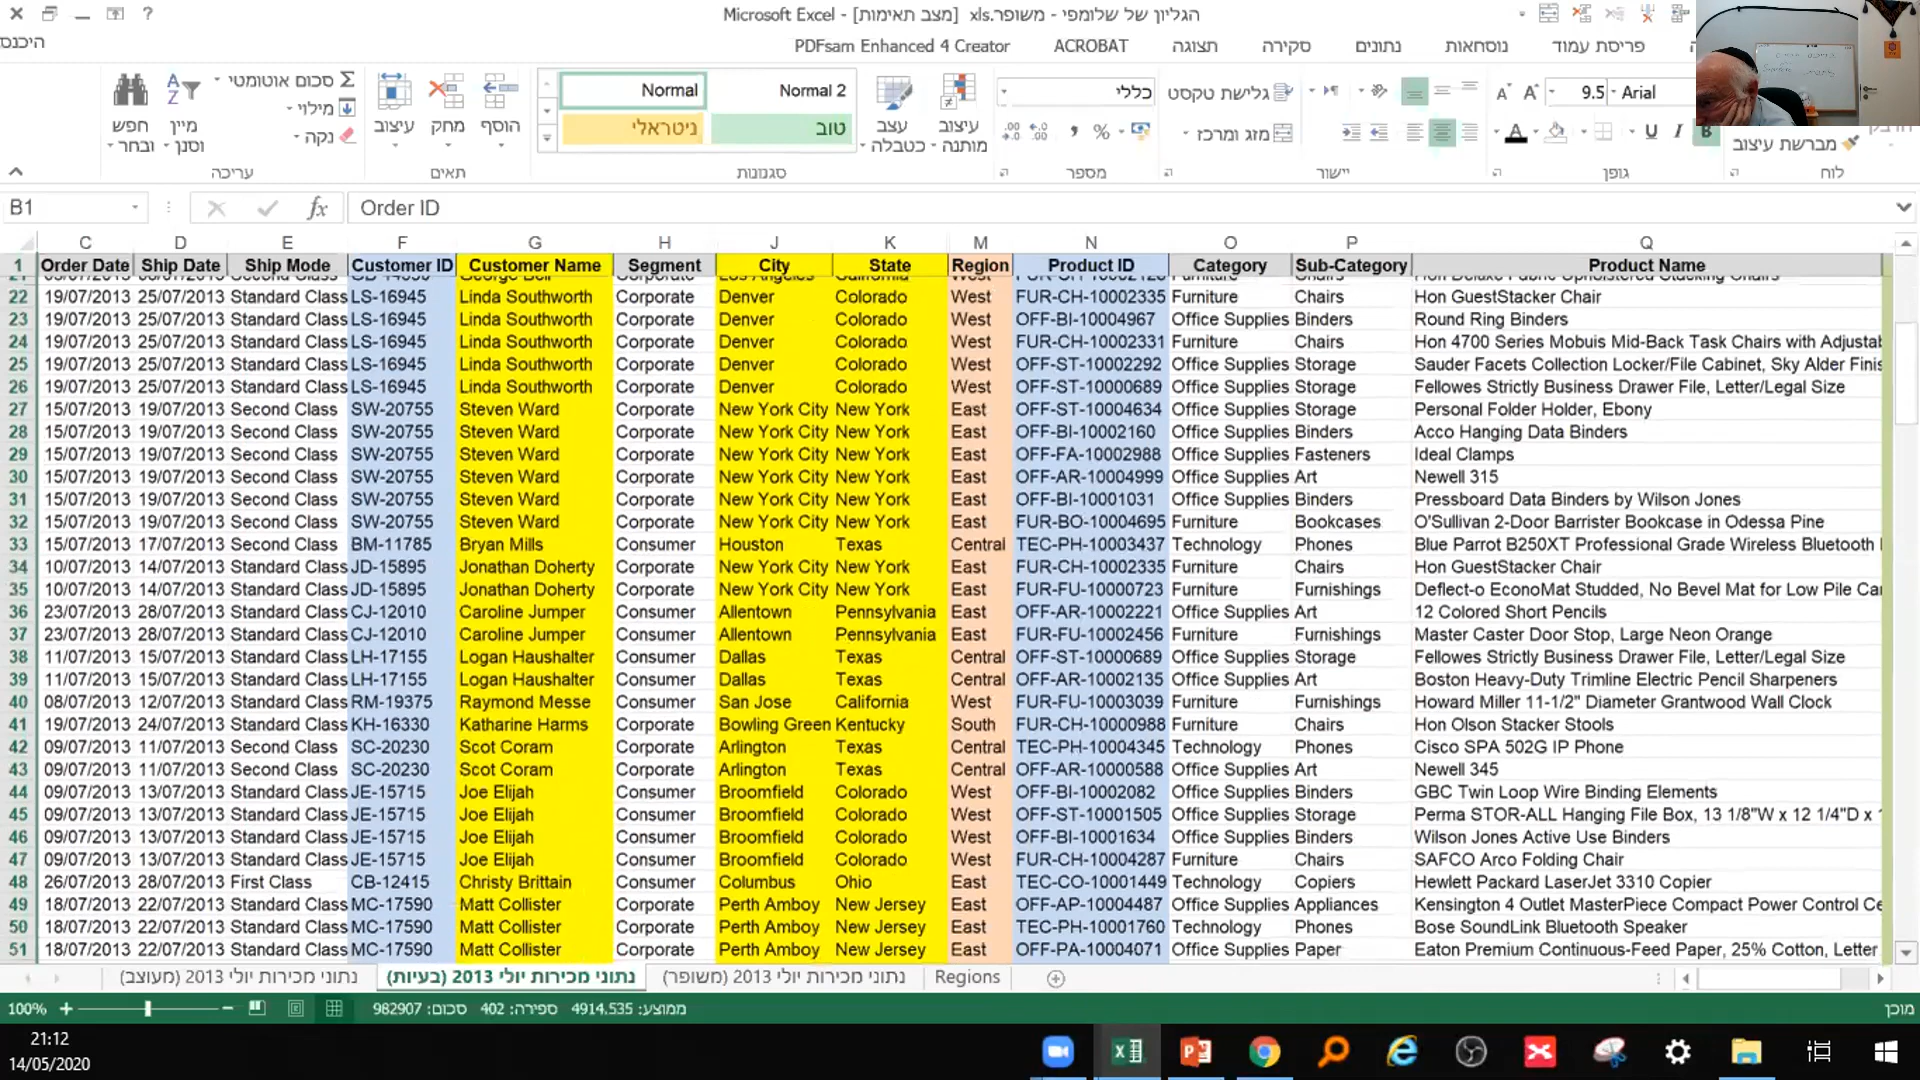 הגליון של שלומפי - משופר.xls [מצב תאימות] - Microsoft Excel
פריסת עמוד נוסחאות נתונים סקירה תצוגה ACROBAT PDFsam Enhanced 4 Creator
מברשת עיצוב
Arial 9.5
B I U
גלישת טקסט
מזג ומרכז
כללי
עיצוב מותנה
עצב כטבלה
Normal 2 Normal
טוב ניטראלי
הוסף מחק עיצוב
סכום אוטומטי
מילוי
נקה
מיין וסנן
חפש ובחר
לוח גופן יישור מספר סגנונות תאים עריכה
B1 fx Order ID
C D E F G H J K M N O P Q
1 Order Date Ship Date Ship Mode Customer ID Customer Name Segment City State Region Product ID Category Sub-Category Product Name
22 19/07/2013 25/07/2013 Standard Class LS-16945 Linda Southworth Corporate Denver Colorado West FUR-CH-10002335 Furniture Chairs Hon GuestStacker Chair
23 19/07/2013 25/07/2013 Standard Class LS-16945 Linda Southworth Corporate Denver Colorado West OFF-BI-10004967 Office Supplies Binders Round Ring Binders
24 19/07/2013 25/07/2013 Standard Class LS-16945 Linda Southworth Corporate Denver Colorado West FUR-CH-10002331 Furniture Chairs Hon 4700 Series Mobuis Mid-Back Task Chairs with Adjustab
25 19/07/2013 25/07/2013 Standard Class LS-16945 Linda Southworth Corporate Denver Colorado West OFF-ST-10002292 Office Supplies Storage Sauder Facets Collection Locker/File Cabinet, Sky Alder Finis
26 19/07/2013 25/07/2013 Standard Class LS-16945 Linda Southworth Corporate Denver Colorado West OFF-ST-10000689 Office Supplies Storage Fellowes Strictly Business Drawer File, Letter/Legal Size
27 15/07/2013 19/07/2013 Second Class SW-20755 Steven Ward Corporate New York City New York East OFF-ST-10004634 Office Supplies Storage Personal Folder Holder, Ebony
28 15/07/2013 19/07/2013 Second Class SW-20755 Steven Ward Corporate New York City New York East OFF-BI-10002160 Office Supplies Binders Acco Hanging Data Binders
29 15/07/2013 19/07/2013 Second Class SW-20755 Steven Ward Corporate New York City New York East OFF-FA-10002988 Office Supplies Fasteners Ideal Clamps
30 15/07/2013 19/07/2013 Second Class SW-20755 Steven Ward Corporate New York City New York East OFF-AR-10004999 Office Supplies Art Newell 315
31 15/07/2013 19/07/2013 Second Class SW-20755 Steven Ward Corporate New York City New York East OFF-BI-10001031 Office Supplies Binders Pressboard Data Binders by Wilson Jones
32 15/07/2013 19/07/2013 Second Class SW-20755 Steven Ward Corporate New York City New York East FUR-BO-10004695 Furniture Bookcases O'Sullivan 2-Door Barrister Bookcase in Odessa Pine
33 15/07/2013 17/07/2013 Second Class BM-11785 Bryan Mills Consumer Houston Texas Central TEC-PH-10003437 Technology Phones Blue Parrot B250XT Professional Grade Wireless Bluetooth
34 10/07/2013 14/07/2013 Standard Class JD-15895 Jonathan Doherty Corporate New York City New York East FUR-CH-10002335 Furniture Chairs Hon GuestStacker Chair
35 10/07/2013 14/07/2013 Standard Class JD-15895 Jonathan Doherty Corporate New York City New York East FUR-FU-10000723 Furniture Furnishings Deflect-o EconoMat Studded, No Bevel Mat for Low Pile Car
36 23/07/2013 28/07/2013 Standard Class CJ-12010 Caroline Jumper Consumer Allentown Pennsylvania East OFF-AR-10002221 Office Supplies Art 12 Colored Short Pencils
37 23/07/2013 28/07/2013 Standard Class CJ-12010 Caroline Jumper Consumer Allentown Pennsylvania East FUR-FU-10002456 Furniture Furnishings Master Caster Door Stop, Large Neon Orange
38 11/07/2013 15/07/2013 Standard Class LH-17155 Logan Haushalter Consumer Dallas Texas Central OFF-ST-10000689 Office Supplies Storage Fellowes Strictly Business Drawer File, Letter/Legal Size
39 11/07/2013 15/07/2013 Standard Class LH-17155 Logan Haushalter Consumer Dallas Texas Central OFF-AR-10002135 Office Supplies Art Boston Heavy-Duty Trimline Electric Pencil Sharpeners
40 08/07/2013 12/07/2013 Standard Class RM-19375 Raymond Messe Consumer San Jose California West FUR-FU-10003039 Furniture Furnishings Howard Miller 11-1/2" Diameter Grantwood Wall Clock
41 19/07/2013 24/07/2013 Standard Class KH-16330 Katharine Harms Corporate Bowling Green Kentucky South FUR-CH-10000988 Furniture Chairs Hon Olson Stacker Stools
42 09/07/2013 11/07/2013 Second Class SC-20230 Scot Coram Corporate Arlington Texas Central TEC-PH-10004345 Technology Phones Cisco SPA 502G IP Phone
43 09/07/2013 11/07/2013 Second Class SC-20230 Scot Coram Corporate Arlington Texas Central OFF-AR-10000588 Office Supplies Art Newell 345
44 09/07/2013 13/07/2013 Standard Class JE-15715 Joe Elijah Consumer Broomfield Colorado West OFF-BI-10002082 Office Supplies Binders GBC Twin Loop Wire Binding Elements
45 09/07/2013 13/07/2013 Standard Class JE-15715 Joe Elijah Consumer Broomfield Colorado West OFF-ST-10001505 Office Supplies Storage Perma STOR-ALL Hanging File Box, 13 1/8"W x 12 1/4"D x
46 09/07/2013 13/07/2013 Standard Class JE-15715 Joe Elijah Consumer Broomfield Colorado West OFF-BI-10001634 Office Supplies Binders Wilson Jones Active Use Binders
47 09/07/2013 13/07/2013 Standard Class JE-15715 Joe Elijah Consumer Broomfield Colorado West FUR-CH-10004287 Furniture Chairs SAFCO Arco Folding Chair
48 26/07/2013 28/07/2013 First Class CB-12415 Christy Brittain Consumer Columbus Ohio East TEC-CO-10001449 Technology Copiers Hewlett Packard LaserJet 3310 Copier
49 18/07/2013 22/07/2013 Standard Class MC-17590 Matt Collister Corporate Perth Amboy New Jersey East OFF-AP-10004487 Office Supplies Appliances Kensington 4 Outlet MasterPiece Compact Power Control Ce
50 18/07/2013 22/07/2013 Standard Class MC-17590 Matt Collister Corporate Perth Amboy New Jersey East TEC-PH-10001760 Technology Phones Bose SoundLink Bluetooth Speaker
51 18/07/2013 22/07/2013 Standard Class MC-17590 Matt Collister Corporate Perth Amboy New Jersey East OFF-PA-10004071 Office Supplies Paper Eaton Premium Continuous-Feed Paper, 25% Cotton, Letter
נתוני מכירות יולי 2013 (מעוצב) נתוני מכירות יולי 2013 (בעיות) נתוני מכירות יולי 2013 (משופר) Regions
מוכן ממוצע: 4914.535 ספירה: 402 סכום: 982907 100%
21:12
14/05/2020